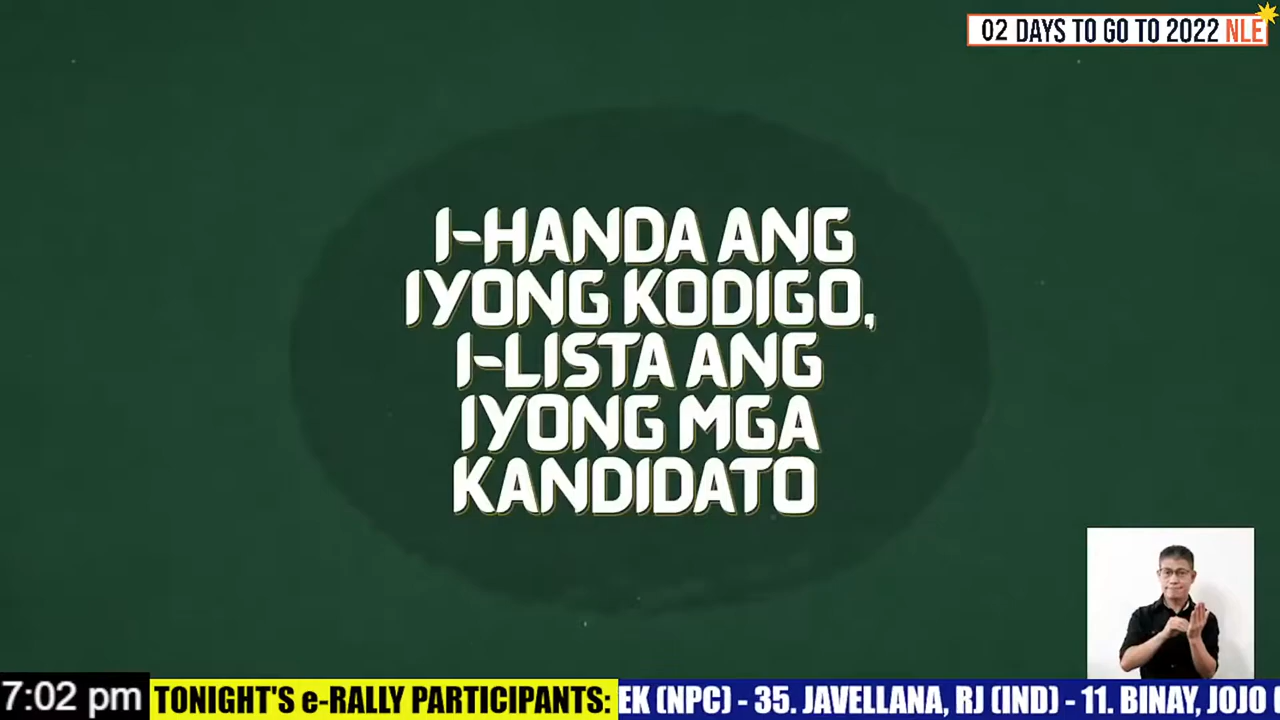 02 DAYS TO GO TO 2022 NLE
I-HANDA ANG
IYONG KODIGO,
I-LISTA ANG
IYONG MGA
KANDIDATO
7:02 pm TONIGHT'S e-RALLY PARTICIPANTS: EK (NPC) - 35. JAVELLANA, RJ (IND) - 11. BINAY, JOJO